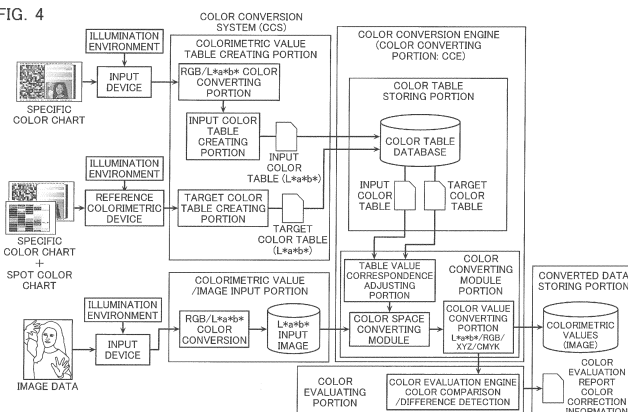 FIG. 4
COLOR CONVERSION
SYSTEM (CCS)
COLORIMETRIC VALUE
TABLE CREATING PORTION
ILLUMINATION
ENVIRONMENT
INPUT
DEVICE
SPECIFIC
COLOR CHART
RGB/L*a*b* COLOR
CONVERTING
PORTION
INPUT COLOR
TABLE
CREATING
PORTION
INPUT
COLOR
TABLE (L*a*b*)
ILLUMINATION
ENVIRONMENT
REFERENCE
COLORIMETRIC
DEVICE
SPECIFIC
COLOR CHART
+
SPOT COLOR
CHART
TARGET COLOR
TABLE CREATING
PORTION
TARGET
COLOR TABLE
(L*a*b*)
COLOR CONVERSION ENGINE
(COLOR CONVERTING
PORTION: CCE)
COLOR TABLE
STORING PORTION
COLOR TABLE
DATABASE
INPUT
COLOR
TABLE
TARGET
COLOR
TABLE
TABLE VALUE
CORRESPONDENCE
ADJUSTING
PORTION
COLOR
CONVERTING
MODULE
PORTION
COLOR SPACE
CONVERTING
MODULE
COLOR VALUE
CONVERTING
PORTION
L*a*b*/RGB/
XYZ/CMYK
COLORIMETRIC VALUE
/IMAGE INPUT PORTION
ILLUMINATION
ENVIRONMENT
INPUT
DEVICE
IMAGE DATA
RGB/L*a*b*
COLOR
CONVERSION
L*a*b*
INPUT
IMAGE
CONVERTED DATA
STORING PORTION
COLORIMETRIC
VALUES
(IMAGE)
COLOR
EVALUATING
PORTION
COLOR EVALUATION ENGINE
COLOR COMPARISON
/DIFFERENCE DETECTION
COLOR
EVALUATION
REPORT
COLOR
CORRECTION
INFORMATION